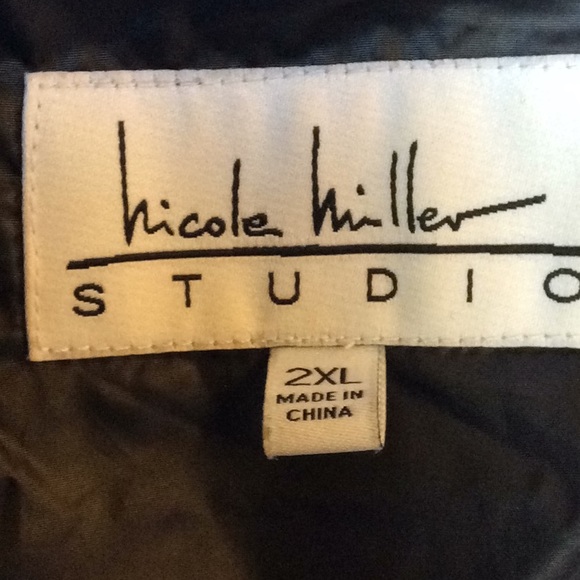 nicole miller
STUDIO
2XL
MADE IN
CHINA